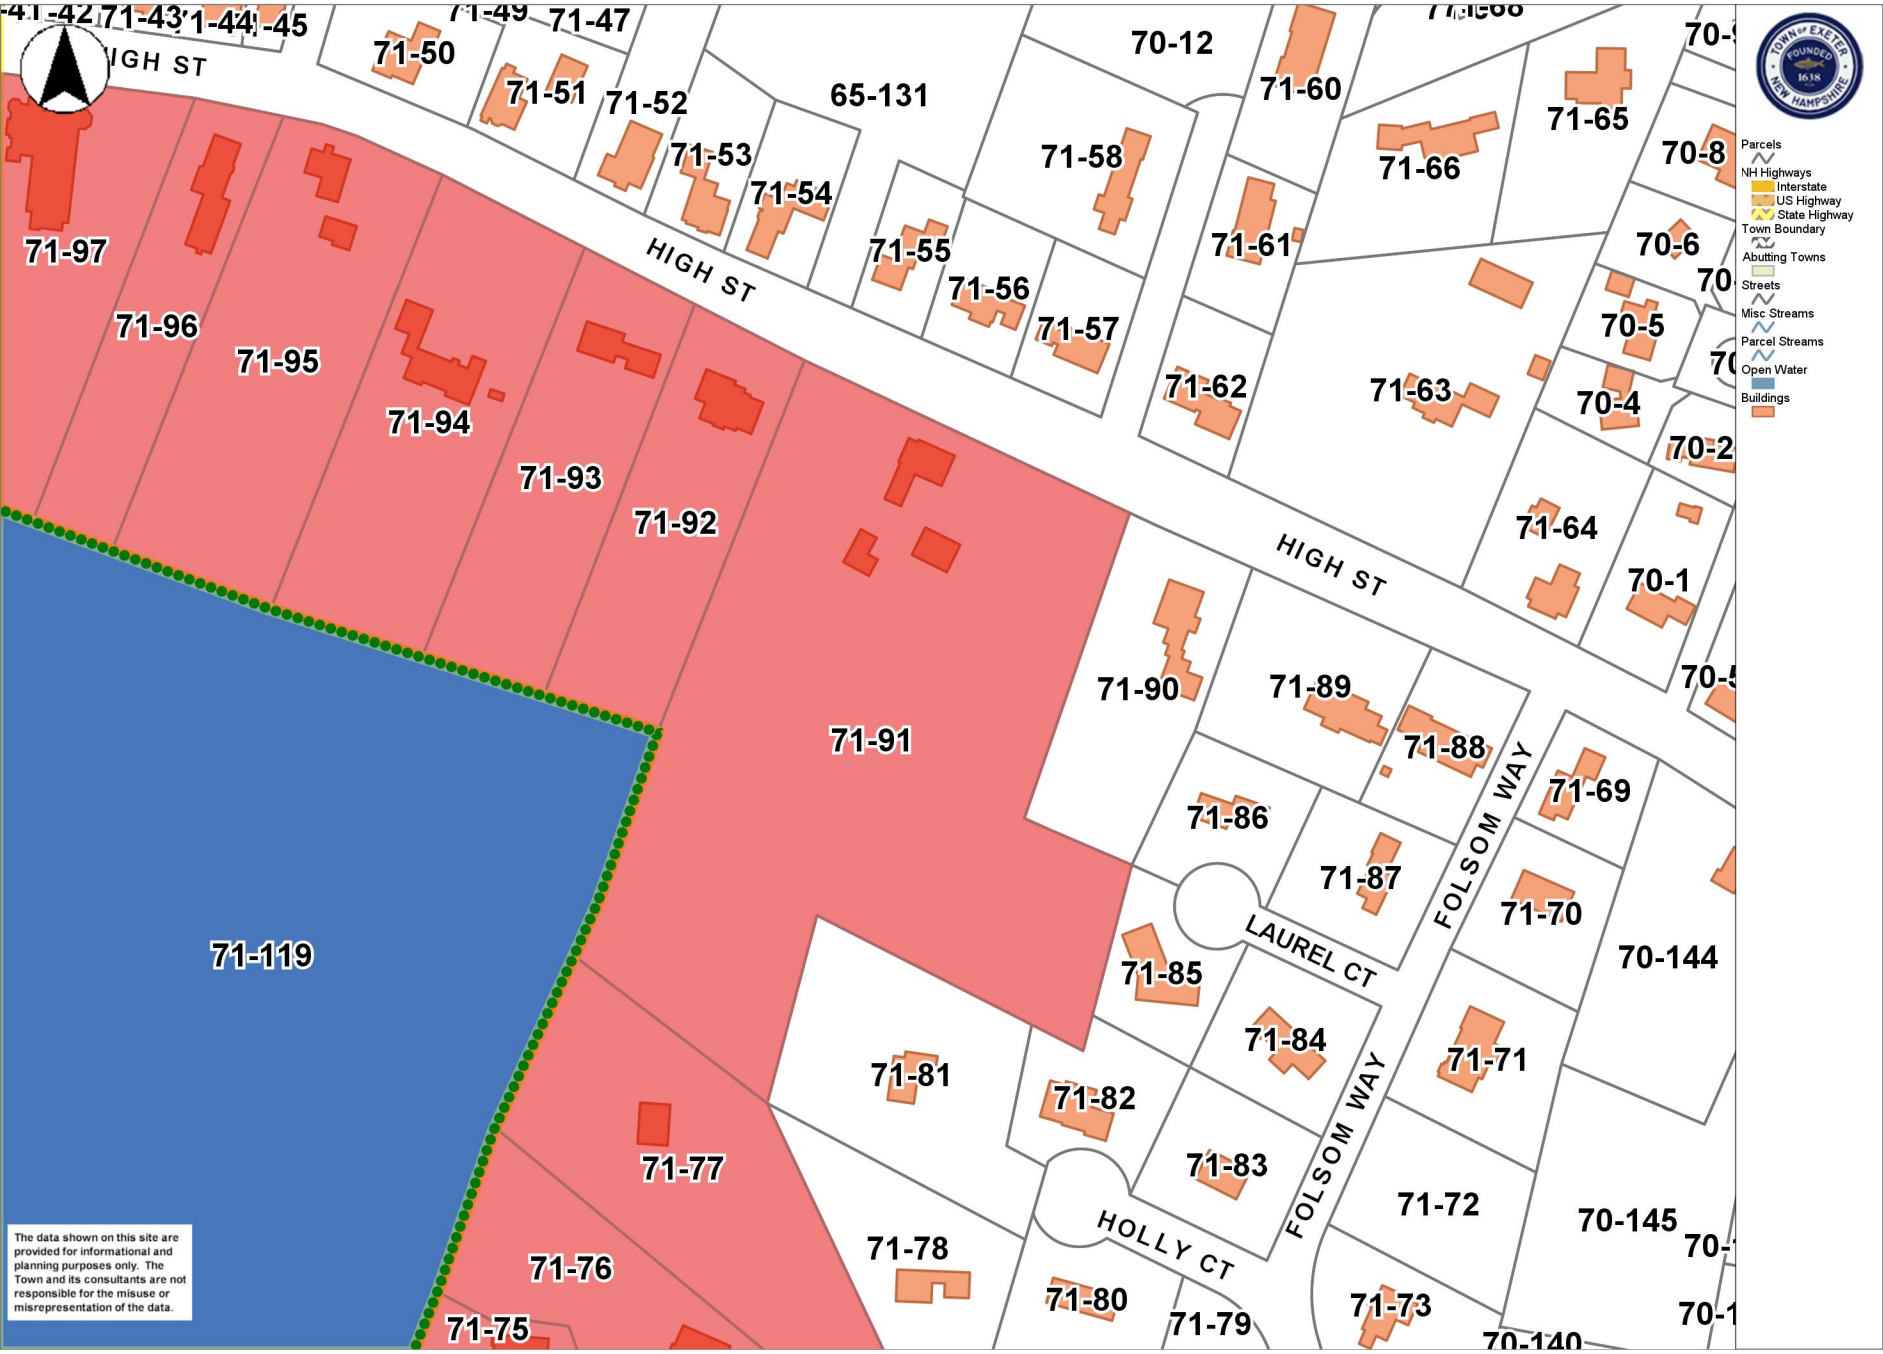 71-43
71-44
-45
71-49
71-47
70-12
HIGH ST
71-50
71-51
71-52
65-131
71-60
71-65
71-53
71-58
71-66
70-8
71-54
71-97
71-55
71-61
70-6
HIGH ST
71-56
71-96
71-57
70-5
71-95
71-62
71-63
70-4
71-94
70-2
71-93
71-92
71-64
HIGH ST
70-1
71-90
71-89
71-91
71-88
71-69
71-86
71-87
FOLSOM WAY
71-70
71-119
LAUREL CT
71-85
70-144
71-84
71-71
71-81
71-82
71-77
71-83
FOLSOM WAY
71-72
70-145
HOLLY CT
71-78
71-76
71-80
71-73
71-75
71-79
70-140
The data shown on this site are
provided for informational and
planning purposes only. The
Town and its consultants are not
responsible for the misuse or
misrepresentation of the data.
TOWN OF EXETER
FOUNDED
1638
NEW HAMPSHIRE
Parcels
NH Highways
Interstate
US Highway
State Highway
Town Boundary
Abutting Towns
Streets
Misc Streams
Parcel Streams
Open Water
Buildings